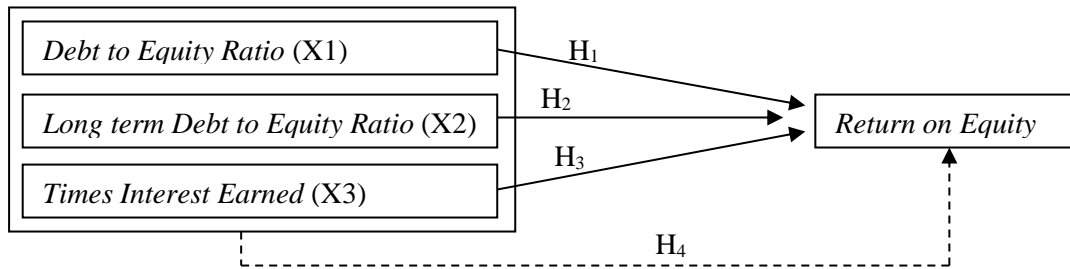 Debt to Equity Ratio (X1)
H1
H2
Long term Debt to Equity Ratio (X2)
Return on Equity
H3
Times Interest Earned (X3)
H4